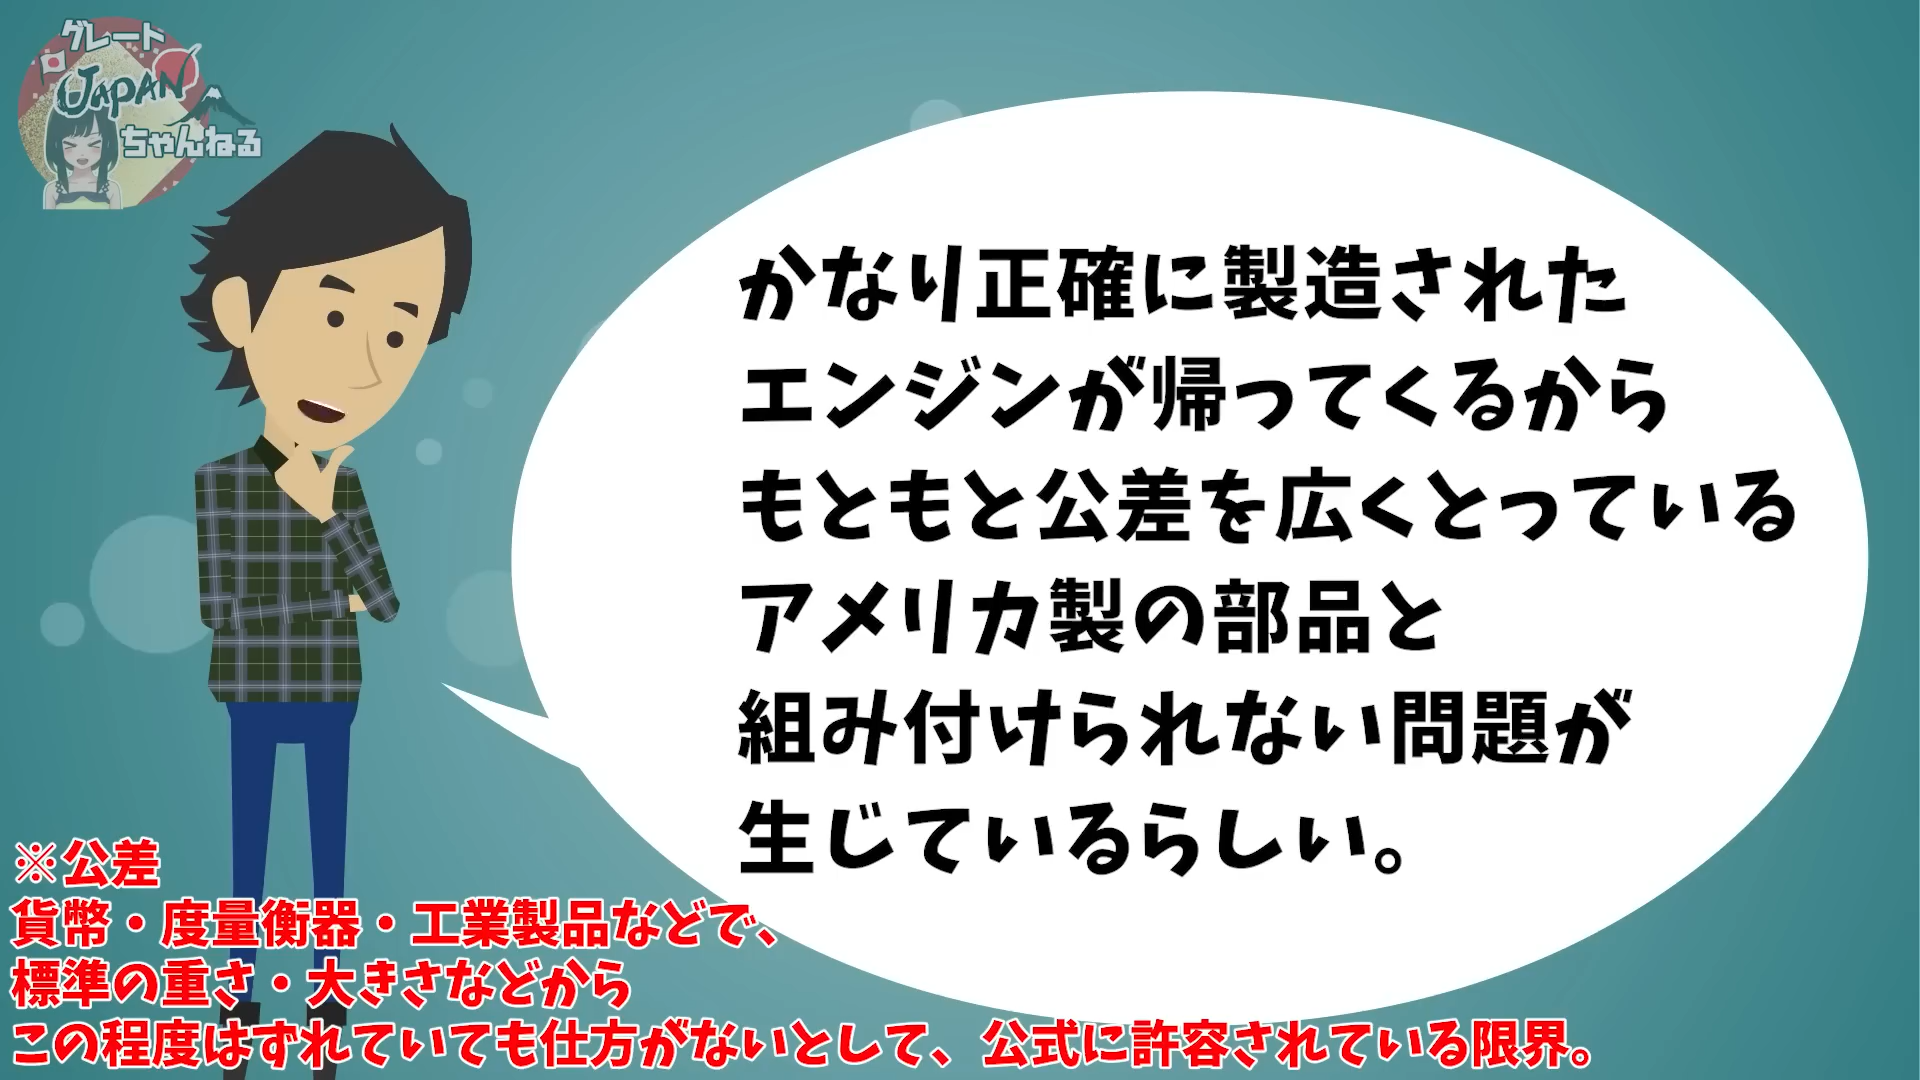 グレート
JAPAN
ちゃんねる
かなり正確に製造された
エンジンが帰ってくるから
もともと公差を広くとっている
アメリカ製の部品と
組み付けられない問題が
生じているらしい。
※公差
貨幣・度量衡器・工業製品などで、
標準の重さ・大きさなどから
この程度はずれていても仕方がないとして、公式に許容されている限界。